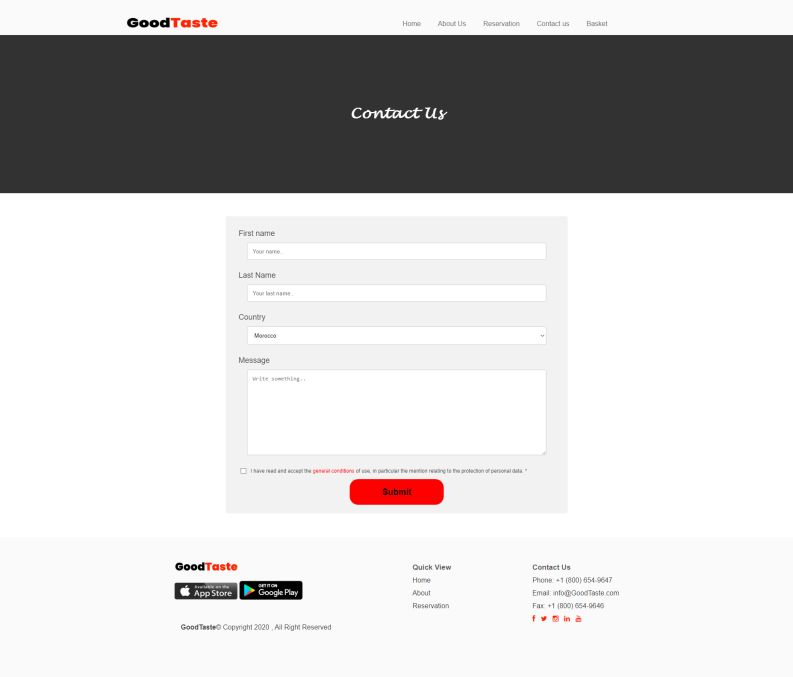 GoodTaste
Home About Us Reservation Contact us Basket
Contact Us
First name
Your name..
Last Name
Your last name..
Country
Morocco
Message
Write something..
I have read and accept the general conditions of use, in particular the mention relating to the protection of personal data. *
Submit
GoodTaste
Available on the App Store
GET IT ON Google Play
GoodTaste© Copyright 2020 , All Right Reserved
Quick View
Home
About
Reservation
Contact Us
Phone: +1 (800) 654-9647
Email: info@GoodTaste.com
Fax: +1 (800) 654-9646